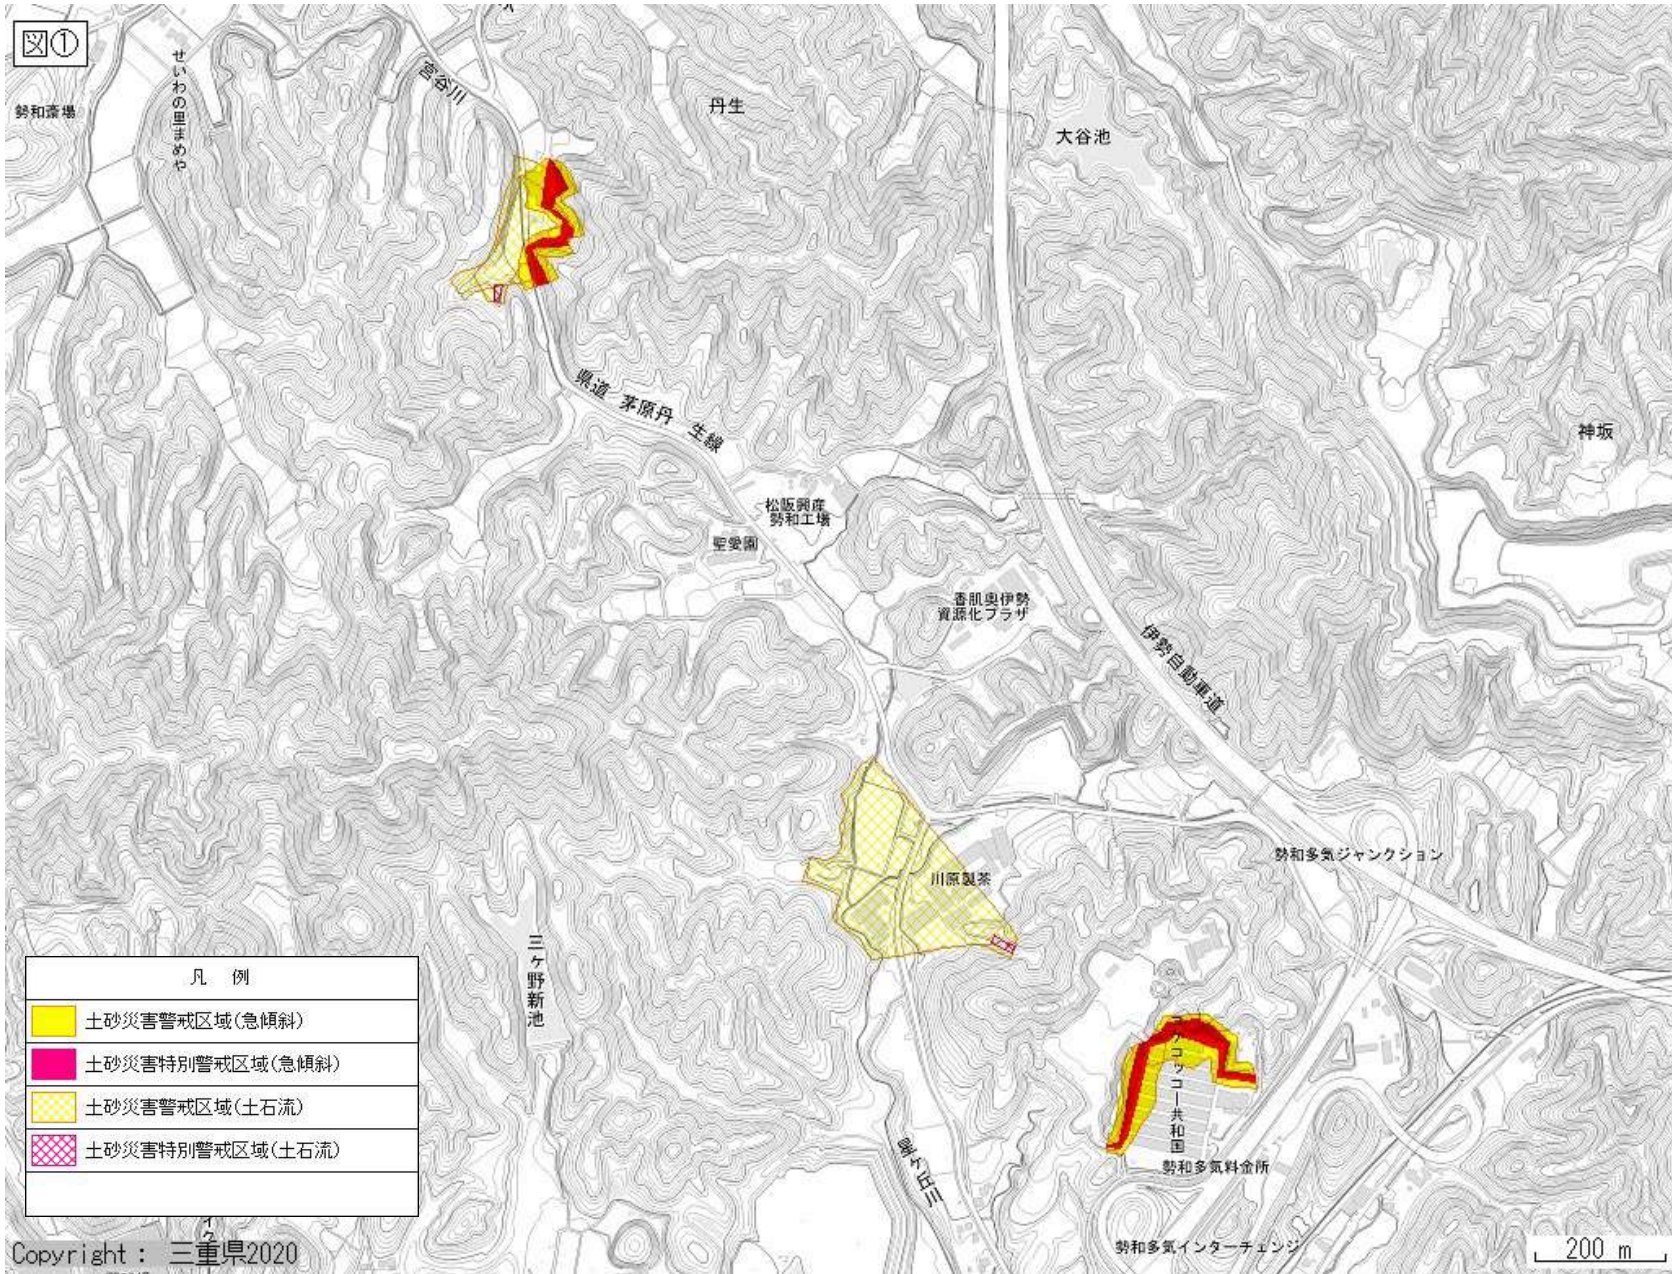 図①
宮谷川
せいわの里まめや
勢和斎場
丹生
大谷池
県道 茅原丹生線
神坂
松阪興産
勢和工場
聖愛園
香肌奥伊勢
資源化プラザ
伊勢自動車道
勢和多気ジャンクション
川原製茶
三ヶ野新池
コケコッコー共和国
勢和多気料金所
勢和多気インターチェンジ
凡 例
土砂災害警戒区域(急傾斜)
土砂災害特別警戒区域(急傾斜)
土砂災害警戒区域(土石流)
土砂災害特別警戒区域(土石流)
Copyright : 三重県2020
200 m